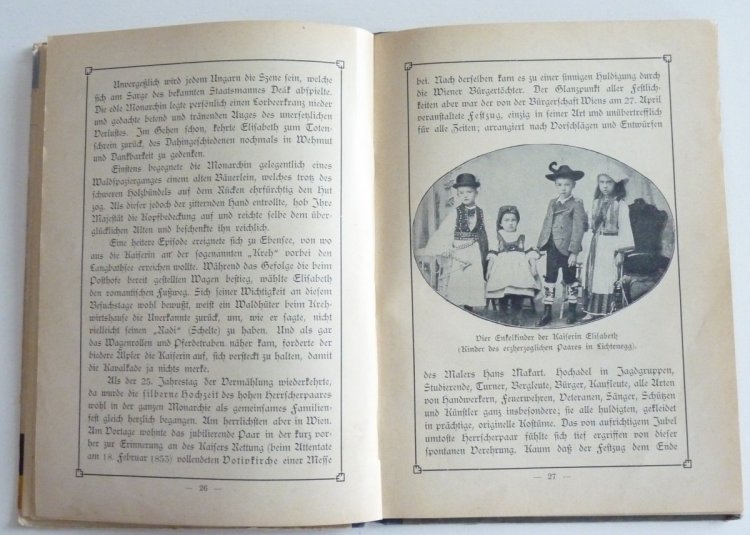 Unvergeßlich wird jedem Ungarn die Szene sein, welche
sich am Sarge des bekannten Staatsmannes Deák abspielte.
Die edle Monarchin legte persönlich einen Lorbeerkranz nieder
und gedachte betend und tränenden Auges des unersetzlichen
Verlustes. Im Gehen schon, kehrte Elisabeth zum Toten-
schrein zurück, des Dahingeschiedenen nochmals in Wehmut
und Dankbarkeit zu gedenken.
Einstens begegnete die Monarchin gelegentlich eines
Waldspazierganges einem alten Bäuerlein, welches trotz des
schweren Holzbündels auf dem Rücken ehrfürchtig den Hut
zog. Als dieser jedoch der zitternden Hand entrollte, hob Ihre
Majestät die Kopfbedeckung auf und reichte selbe dem über-
glücklichen Alten und beschenkte ihn reichlich.
Eine heitere Episode ereignete sich zu Ebensee, von wo
aus die Kaiserin an der sogenannten „Kreh“ vorbei den
Langbathsee erreichen wollte. Während das Gefolge die beim
Posthofe bereit gestellten Wagen bestieg, wählte Elisabeth
den romantischen Fußweg. Sich seiner Wichtigkeit an diesem
Besuchstage wohl bewußt, weist ein Waldhüter beim Kreh-
wirtshause die Unerkannte zurück, um, wie er sagte, nicht
vielleicht seinen „Radi“ (Schelte) zu haben. Und als gar
das Wagenrollen und Pferdetraben näher kam, forderte der
biedere Älpler die Kaiserin auf, sich versteckt zu halten, damit
die Kavalkade ja nichts merke.
Als der 25. Jahrestag der Vermählung wiederkehrte,
da wurde die silberne Hochzeit des hohen Herrscherpaares
wohl in der ganzen Monarchie als gemeinsames Familien-
fest gleich herzlich begangen. Am herrlichsten aber in Wien.
Am Vortage wohnte das jubilierende Paar in der kurz vor-
her zur Erinnerung an des Kaisers Rettung (beim Attentate
am 18. Februar 1853) vollendeten Votivkirche einer Messe
— 26 —
bei. Nach derselben kam es zu einer sinnigen Huldigung durch
die Wiener Bürgertöchter. Der Glanzpunkt aller Festlich-
keiten aber war der von der Bürgerschaft Wiens am 27. April
veranstaltete Festzug, einzig in seiner Art und unübertrefflich
für alle Zeiten; arrangiert nach Vorschlägen und Entwürfen
Vier Enkelkinder der Kaiserin Elisabeth
(Kinder des erzherzoglichen Paares in Lichtenegg).
des Malers Hans Makart. Hochadel in Jagdgruppen,
Studierende, Turner, Bergleute, Bürger, Kaufleute, alle Arten
von Handwerkern, Feuerwehren, Veteranen, Sänger, Schützen
und Künstler ganz insbesondere; sie alle huldigten, gekleidet
in prächtige, originelle Kostüme. Das von aufrichtigem Jubel
umtoste Herrscherpaar fühlte sich tief ergriffen von dieser
spontanen Verehrung. Kaum daß der Festzug dem Ende
— 27 —